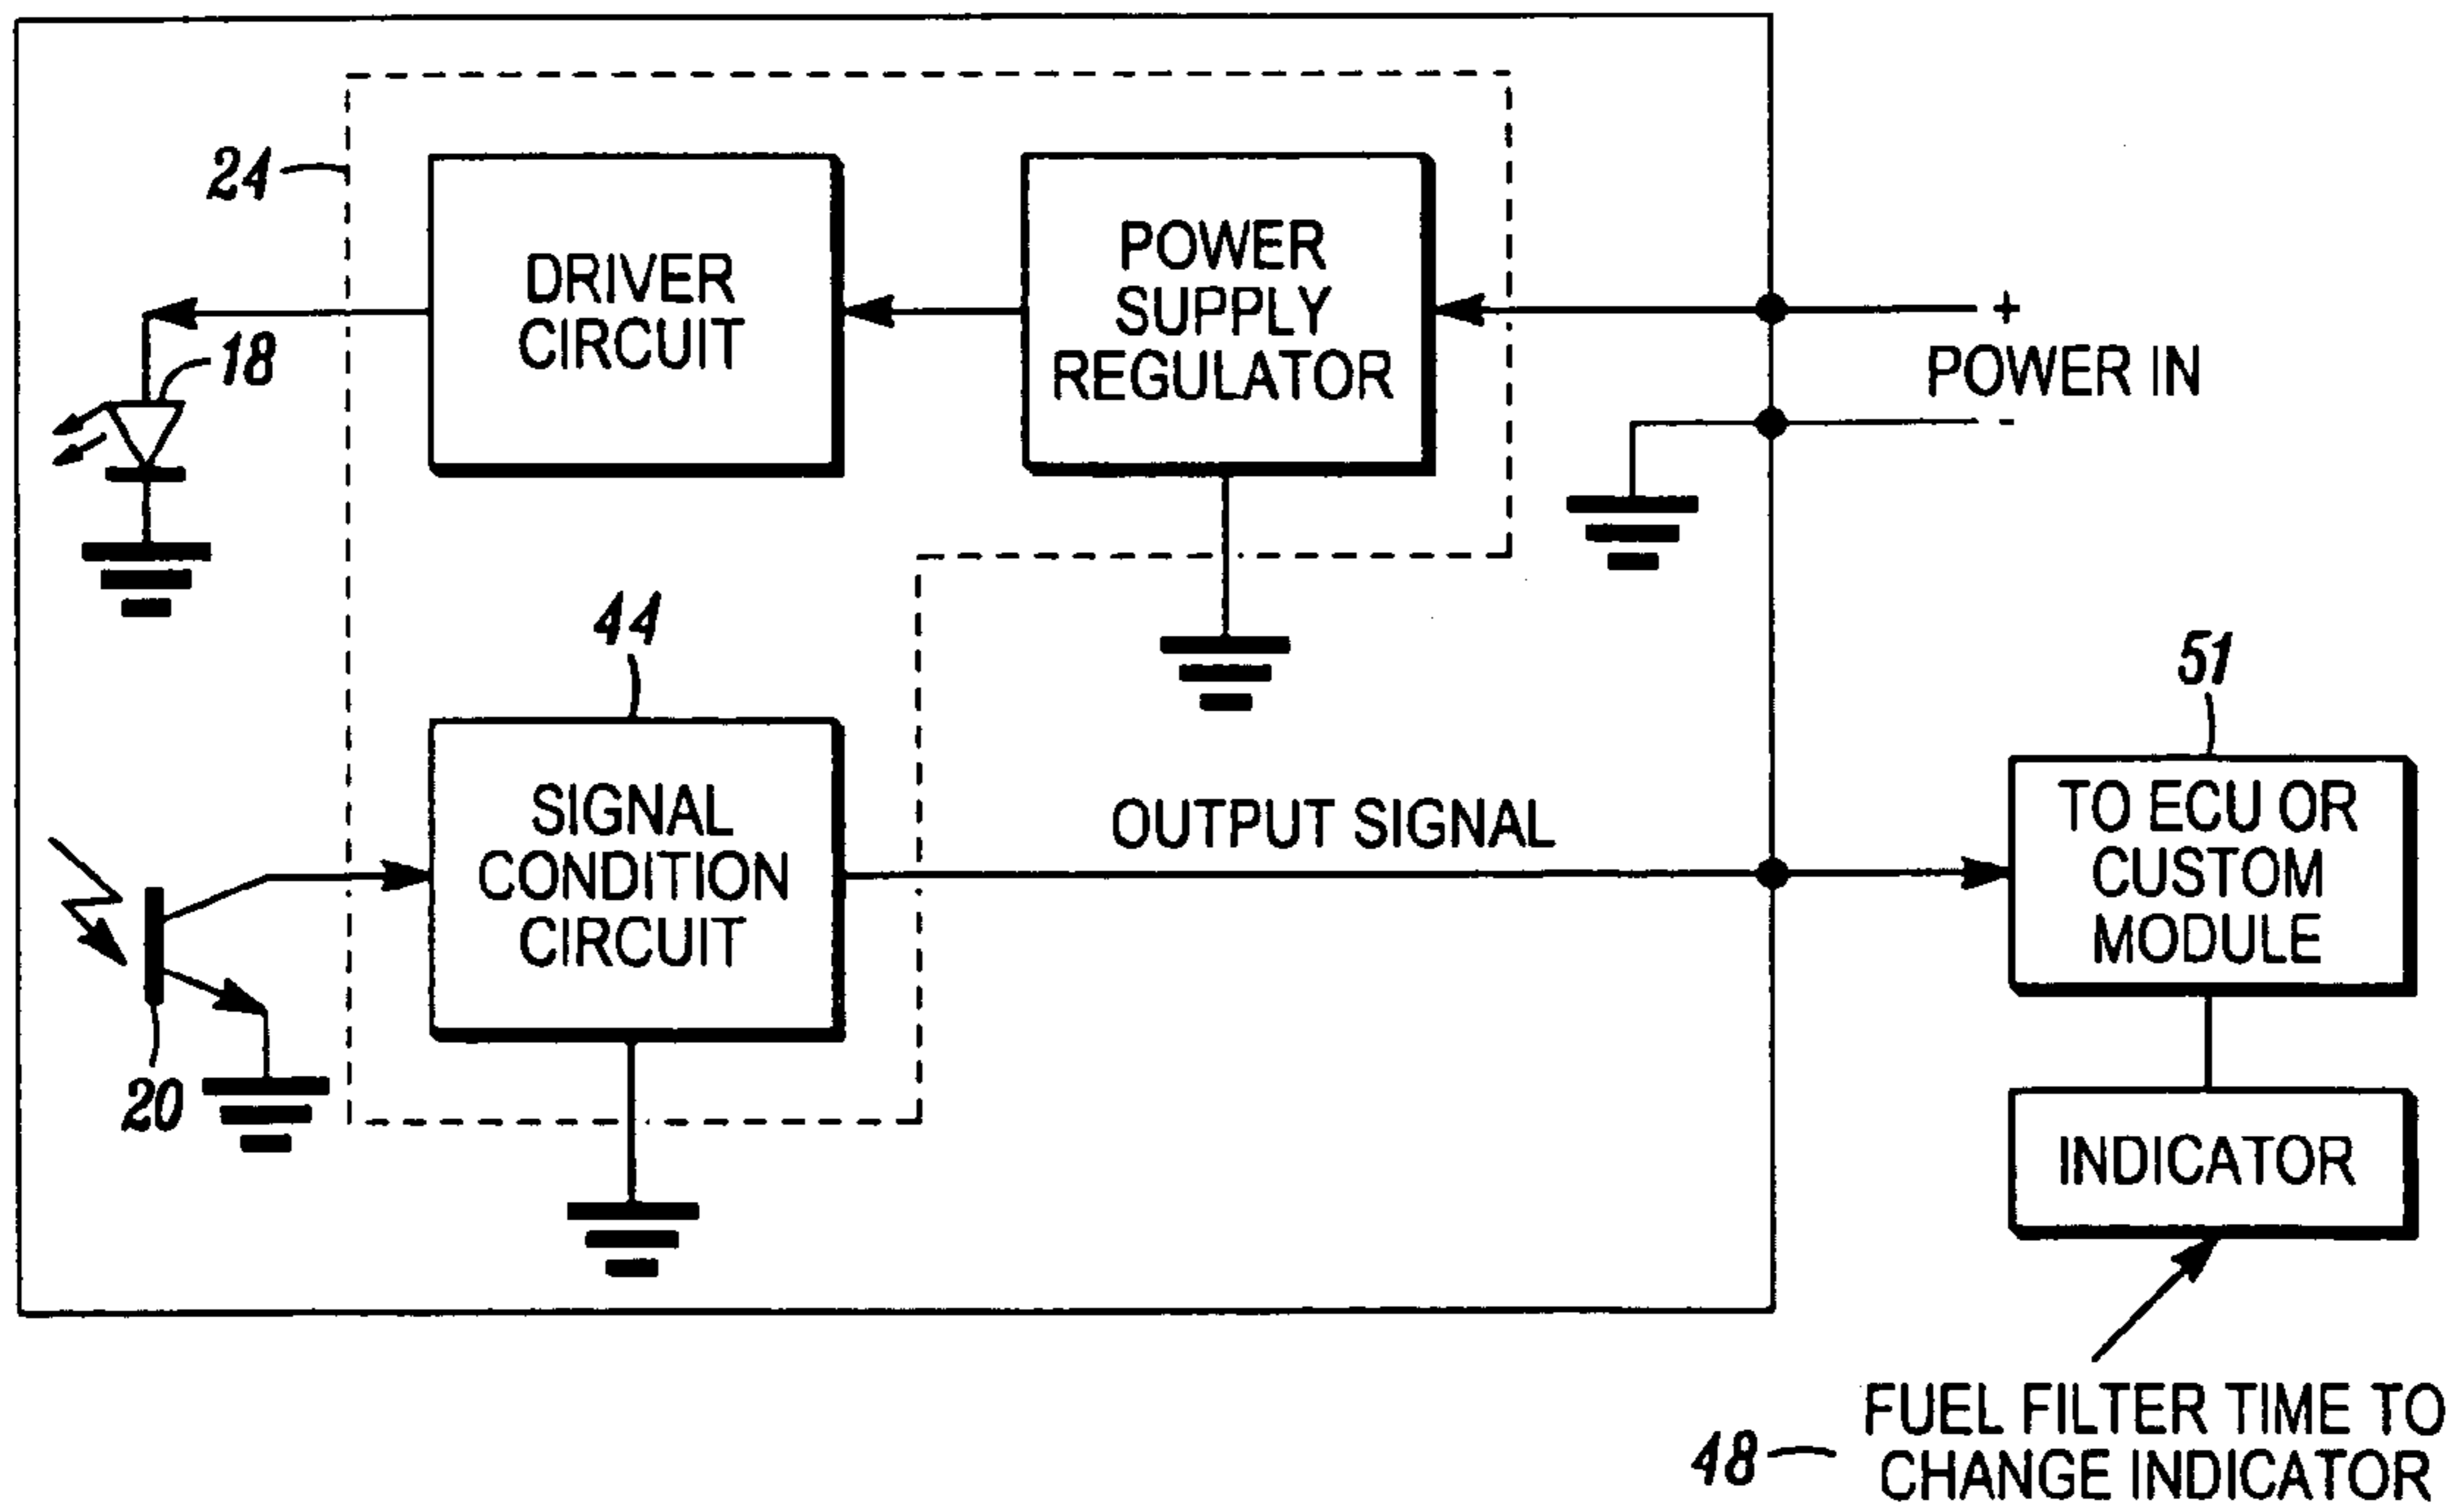 24
DRIVER
CIRCUIT
POWER
SUPPLY
REGULATOR
+
POWER IN
-
18
44
SIGNAL
CONDITION
CIRCUIT
OUTPUT SIGNAL
51
TO ECU OR
CUSTOM
MODULE
20
INDICATOR
48
FUEL FILTER TIME TO
CHANGE INDICATOR